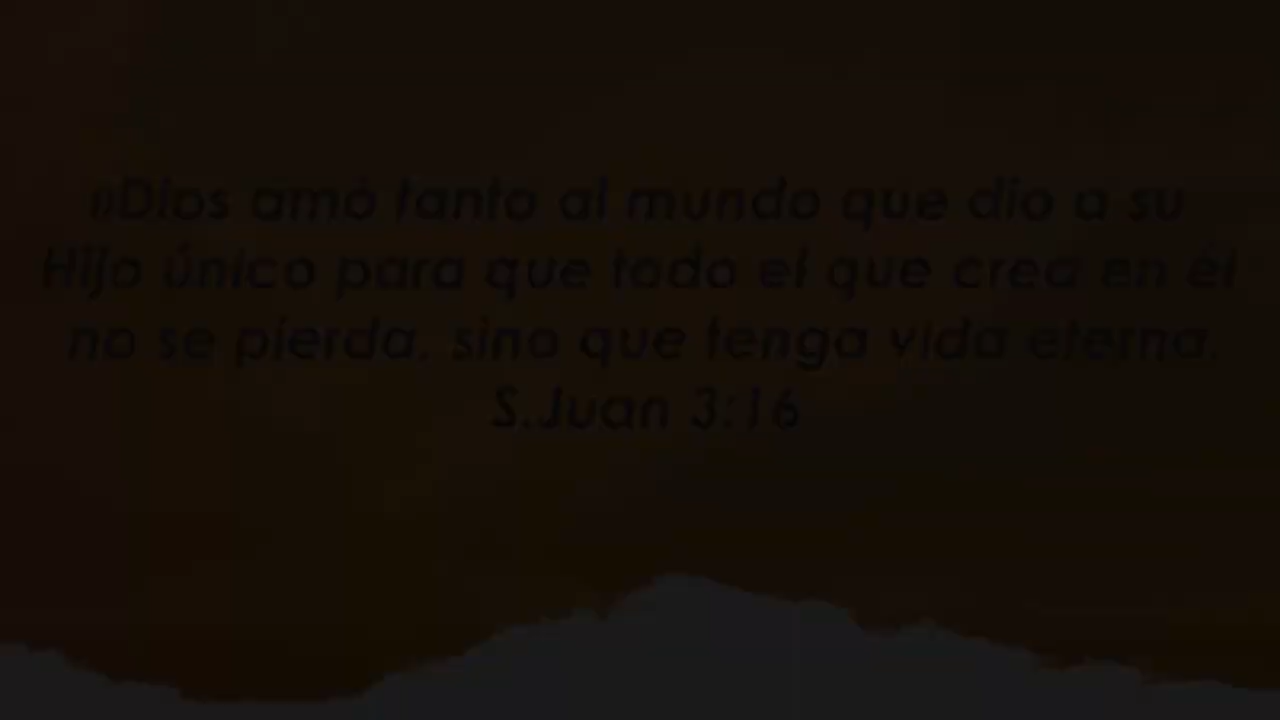 »Dios amó tanto al mundo que dio a su
Hijo único para que todo el que crea en él
no se pierda, sino que tenga vida eterna.
S.Juan 3:16